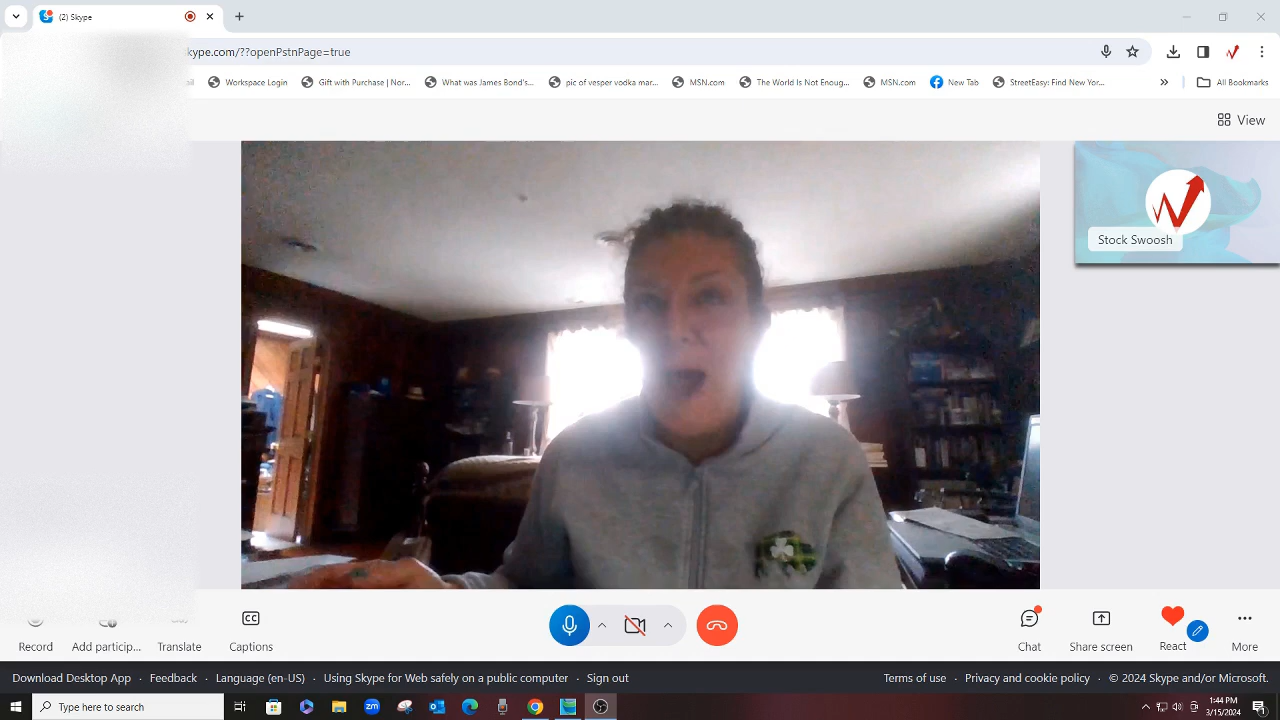 (2) Skype
kype.com/??openPstnPage=true
Workspace Login
Gift with Purchase | Nor...
What was James Bond's...
pic of vesper vodka mar...
MSN.com
The World Is Not Enoug...
MSN.com
New Tab
StreetEasy: Find New Yor...
»
All Bookmarks
View
Stock Swoosh
Record
Add particip...
Translate
CC
Captions
Chat
Share screen
React
More
Download Desktop App · Feedback · Language (en-US) · Using Skype for Web safely on a public computer · Sign out
Terms of use · Privacy and cookie policy · © 2024 Skype and/or Microsoft.
Type here to search
zm
1:44 PM
3/15/2024